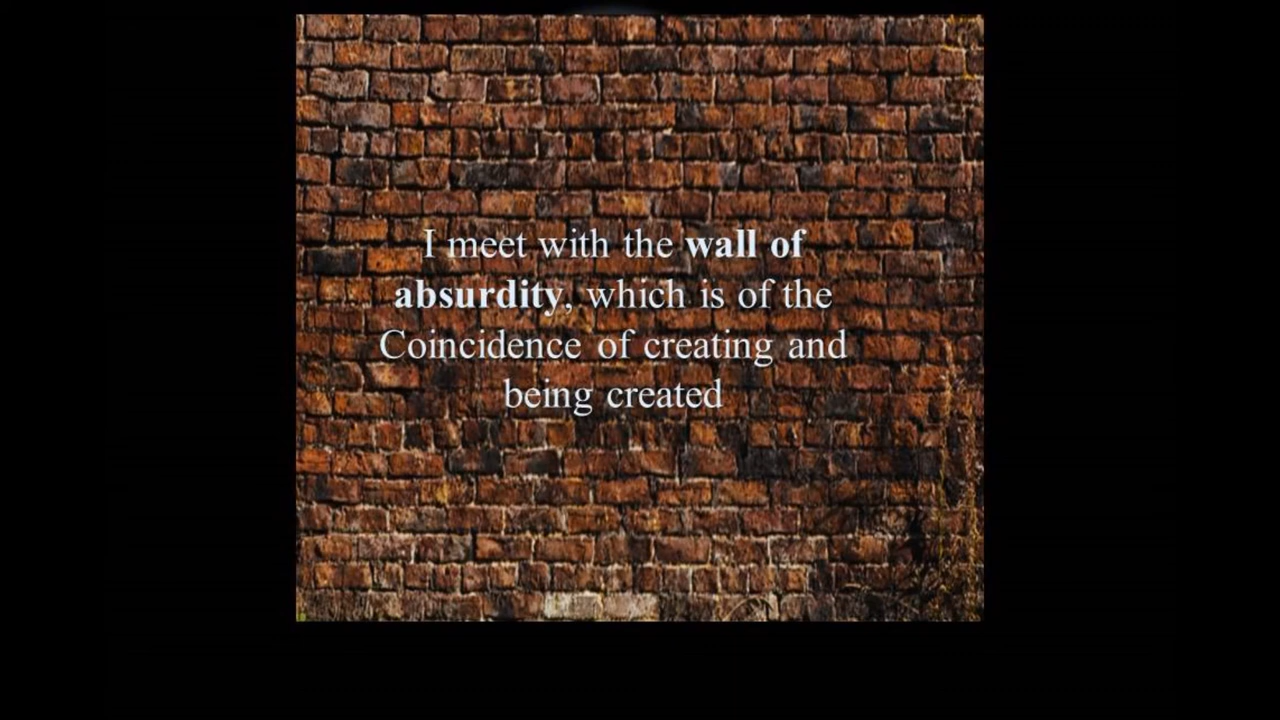 I meet with the wall of
absurdity, which is of the
Coincidence of creating and
being created